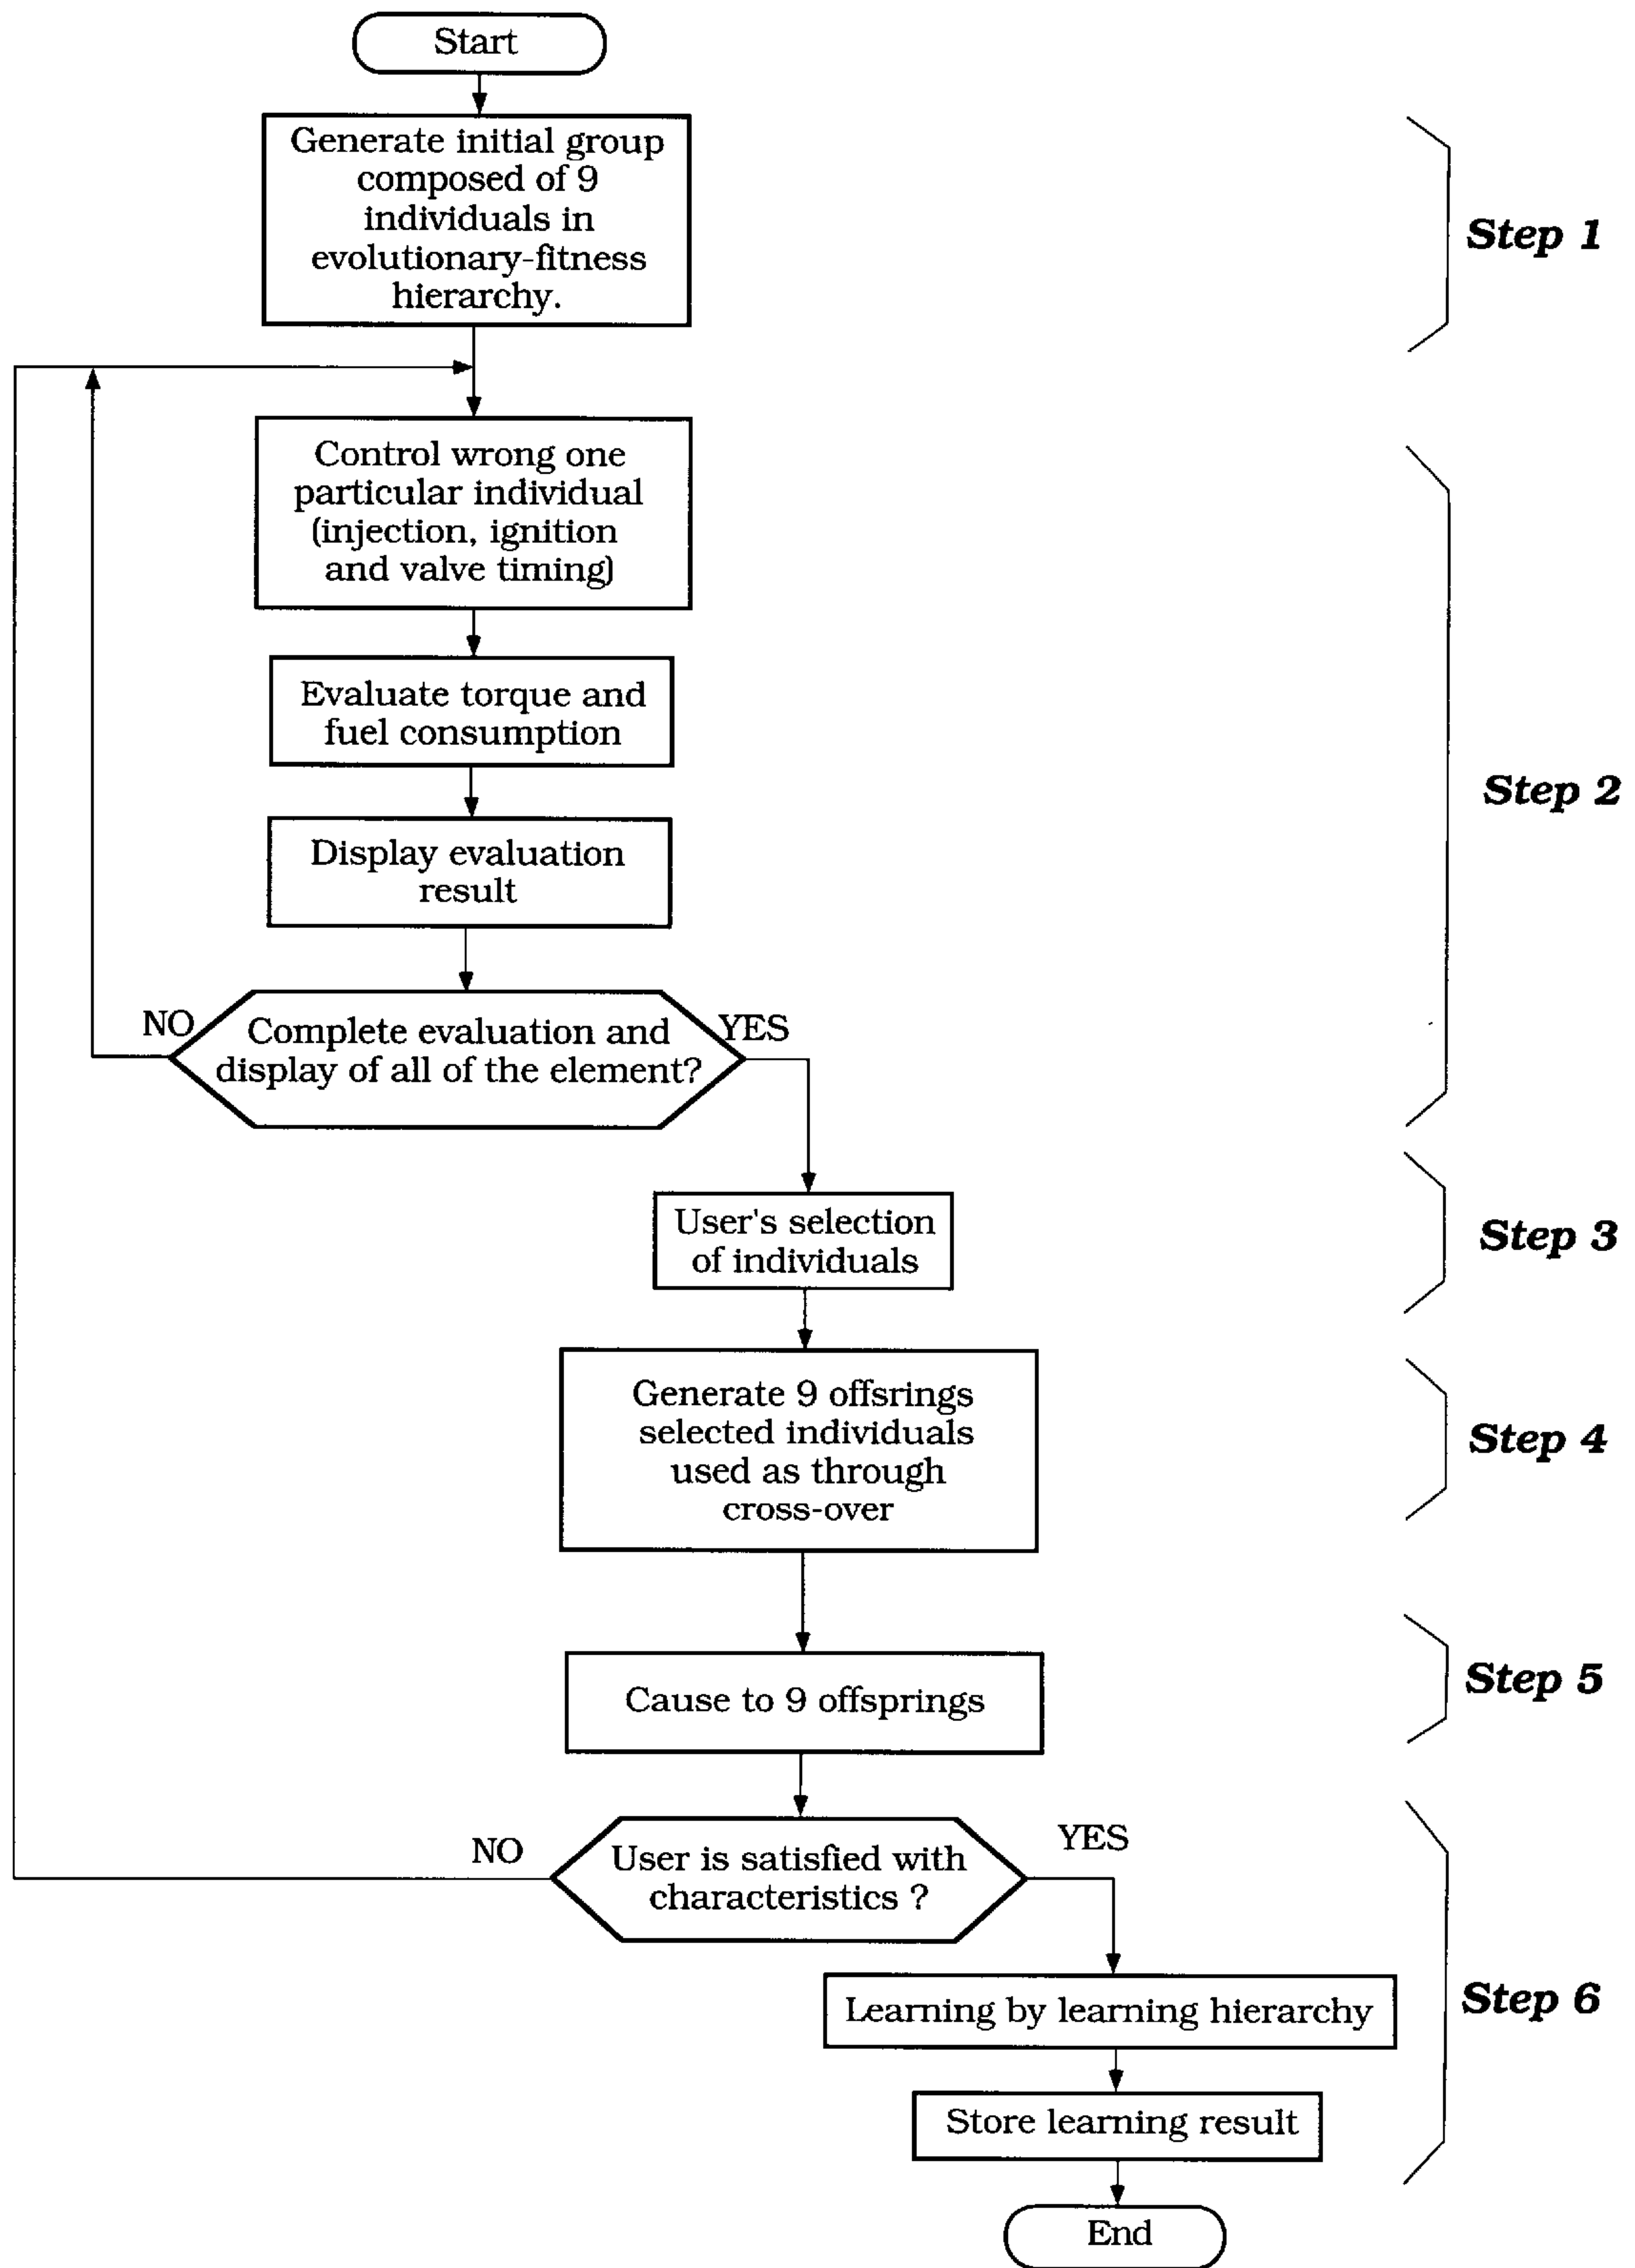 Start
Generate initial group
composed of 9
individuals in
evolutionary-fitness
hierarchy.
Step 1
Control wrong one
particular individual
(injection, ignition
and valve timing)
Evaluate torque and
fuel consumption
Step 2
Display evaluation
result
NO
Complete evaluation and
display of all of the element?
YES
User's selection
of individuals
Step 3
Generate 9 offsrings
selected individuals
used as through
cross-over
Step 4
Cause to 9 offsprings
Step 5
NO
User is satisfied with
characteristics ?
YES
Learning by learning hierarchy
Step 6
Store learning result
End